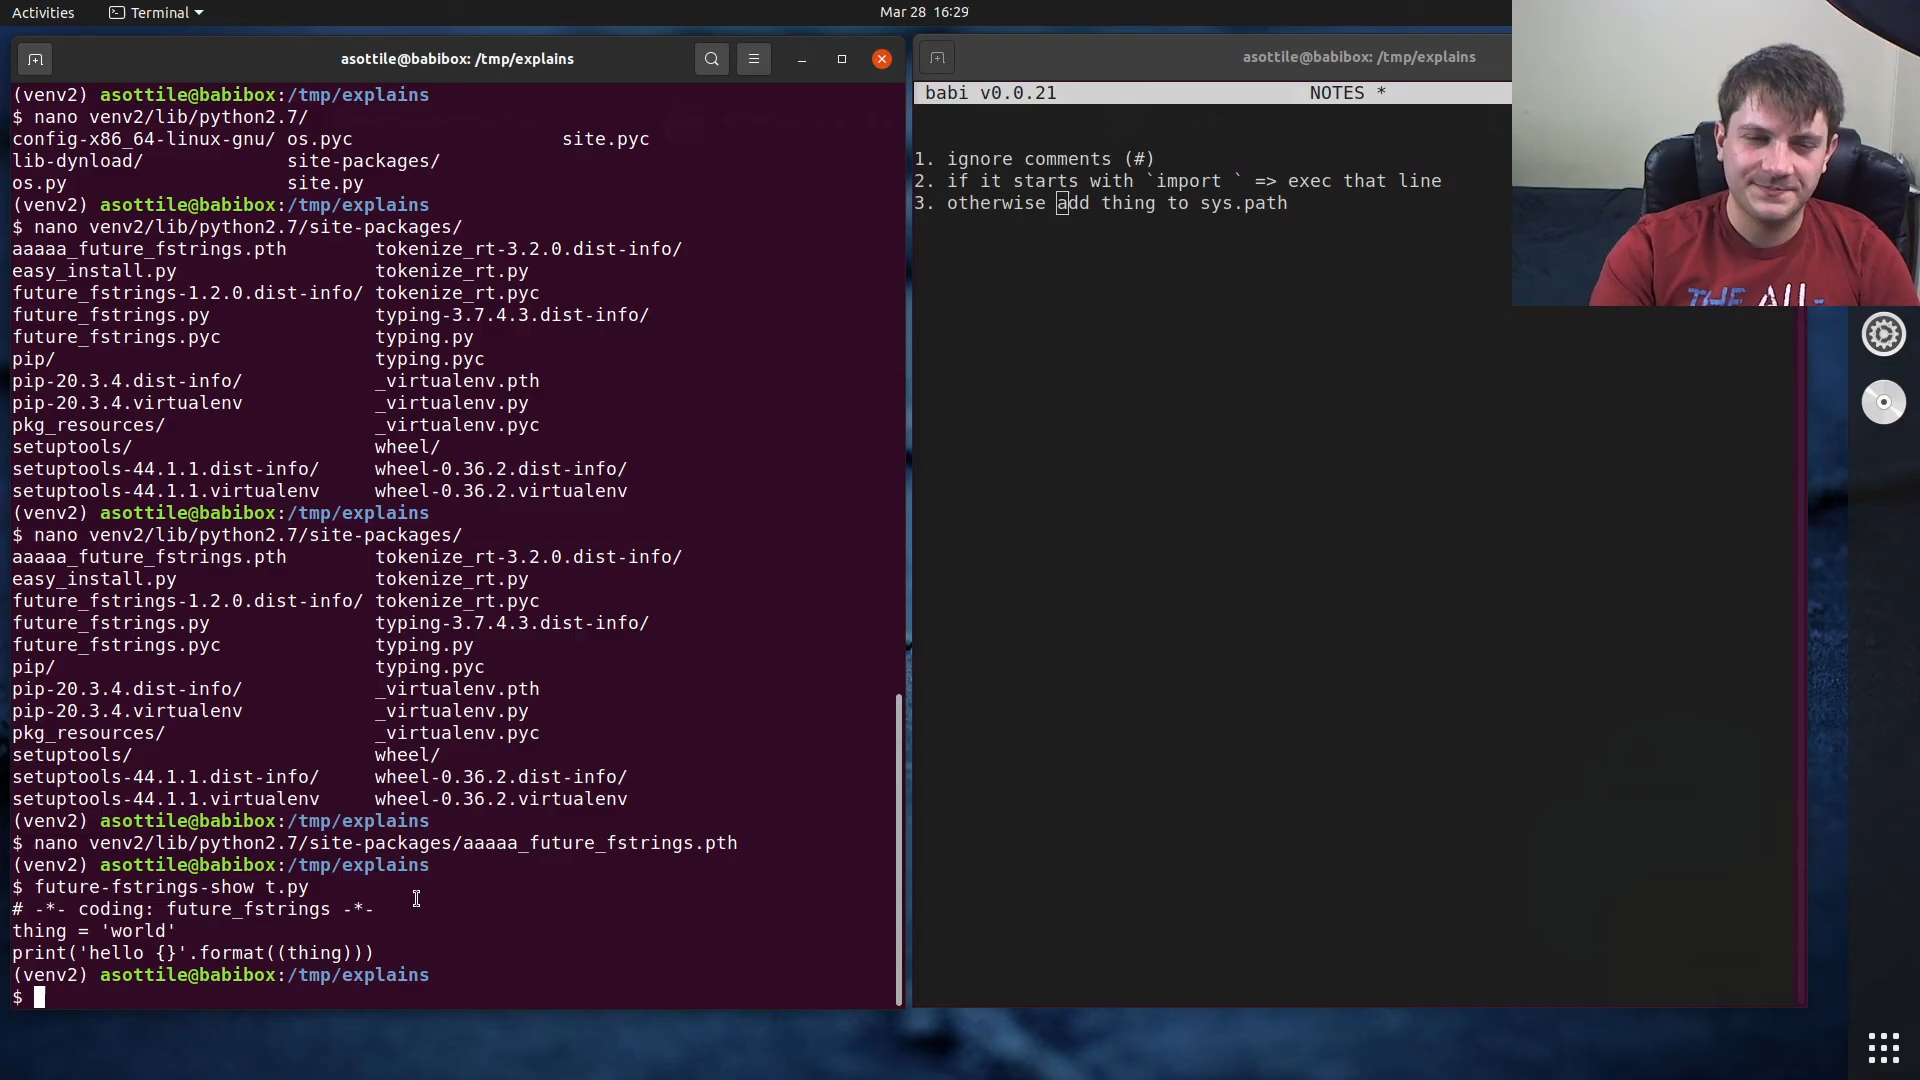 Activities
Terminal
Mar 28 16:29
asottile@babibox: /tmp/explains
(venv2) asottile@babibox:/tmp/explains
$ nano venv2/lib/python2.7/
config-x86_64-linux-gnu/ os.pyc site.pyc
lib-dynload/ site-packages/
os.py site.py
(venv2) asottile@babibox:/tmp/explains
$ nano venv2/lib/python2.7/site-packages/
aaaaa_future_fstrings.pth tokenize_rt-3.2.0.dist-info/
easy_install.py tokenize_rt.py
future_fstrings-1.2.0.dist-info/ tokenize_rt.pyc
future_fstrings.py typing-3.7.4.3.dist-info/
future_fstrings.pyc typing.py
pip/ typing.pyc
pip-20.3.4.dist-info/ _virtualenv.pth
pip-20.3.4.virtualenv _virtualenv.py
pkg_resources/ _virtualenv.pyc
setuptools/ wheel/
setuptools-44.1.1.dist-info/ wheel-0.36.2.dist-info/
setuptools-44.1.1.virtualenv wheel-0.36.2.virtualenv
(venv2) asottile@babibox:/tmp/explains
$ nano venv2/lib/python2.7/site-packages/
aaaaa_future_fstrings.pth tokenize_rt-3.2.0.dist-info/
easy_install.py tokenize_rt.py
future_fstrings-1.2.0.dist-info/ tokenize_rt.pyc
future_fstrings.py typing-3.7.4.3.dist-info/
future_fstrings.pyc typing.py
pip/ typing.pyc
pip-20.3.4.dist-info/ _virtualenv.pth
pip-20.3.4.virtualenv _virtualenv.py
pkg_resources/ _virtualenv.pyc
setuptools/ wheel/
setuptools-44.1.1.dist-info/ wheel-0.36.2.dist-info/
setuptools-44.1.1.virtualenv wheel-0.36.2.virtualenv
(venv2) asottile@babibox:/tmp/explains
$ nano venv2/lib/python2.7/site-packages/aaaaa_future_fstrings.pth
(venv2) asottile@babibox:/tmp/explains
$ future-fstrings-show t.py
# -*- coding: future_fstrings -*-
thing = 'world'
print('hello {}'.format((thing)))
(venv2) asottile@babibox:/tmp/explains
$
asottile@babibox: /tmp/explains
babi v0.0.21 NOTES *
1. ignore comments (#)
2. if it starts with `import ` => exec that line
3. otherwise add thing to sys.path
THE ALL-